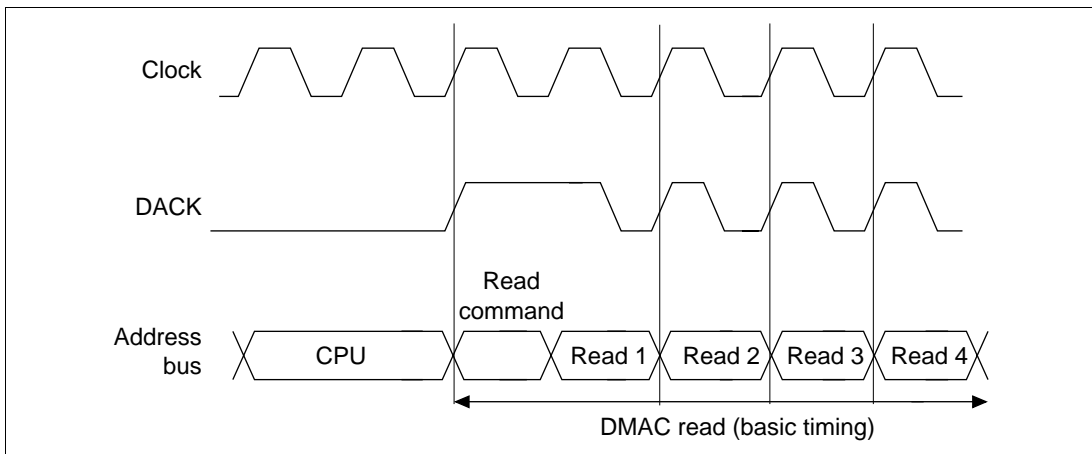 Clock
DACK
Read
command
Address
bus
CPU
Read 1
Read 2
Read 3
Read 4
DMAC read (basic timing)